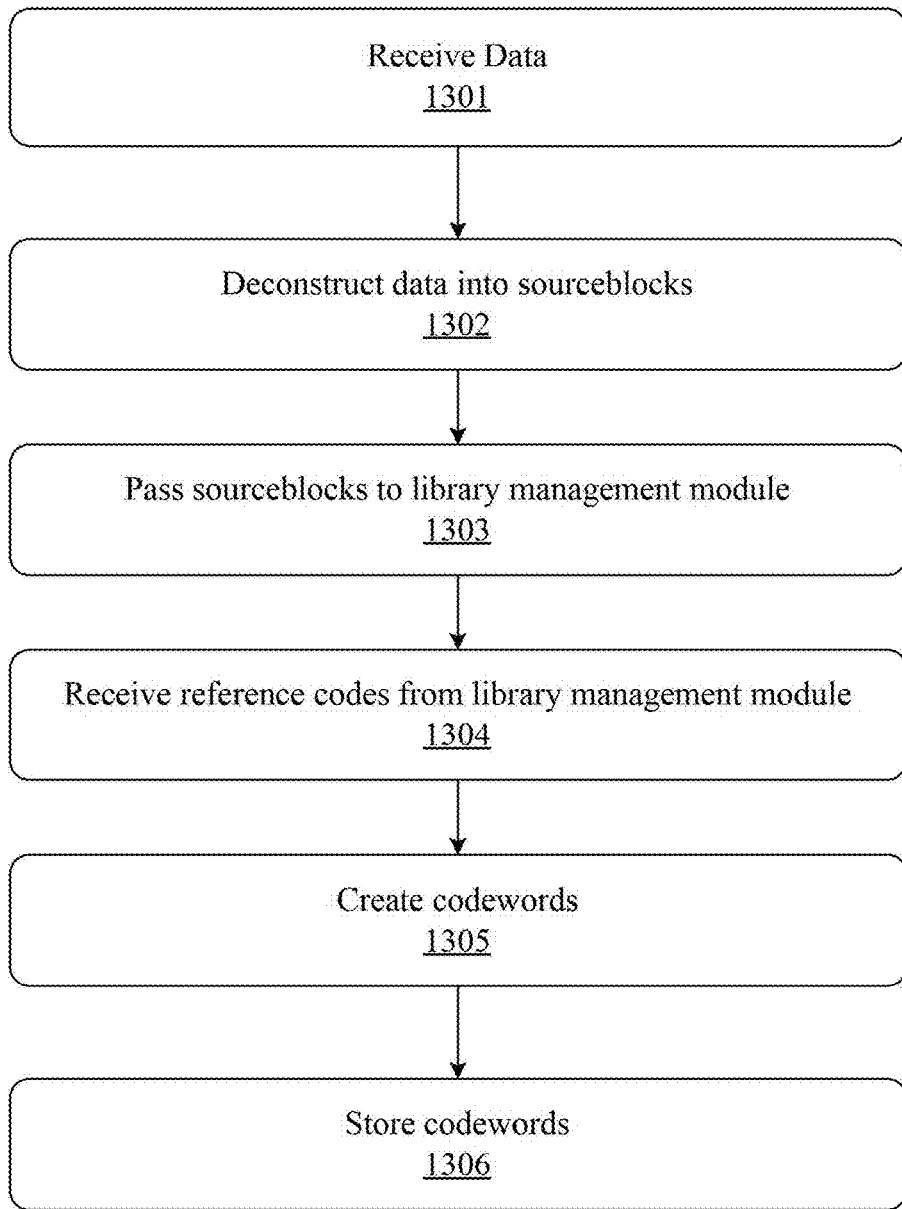 Receive Data
1301
Deconstruct data into sourceblocks
1302
Pass sourceblocks to library management module
1303
Receive reference codes from library management module
1304
Create codewords
1305
Store codewords
1306